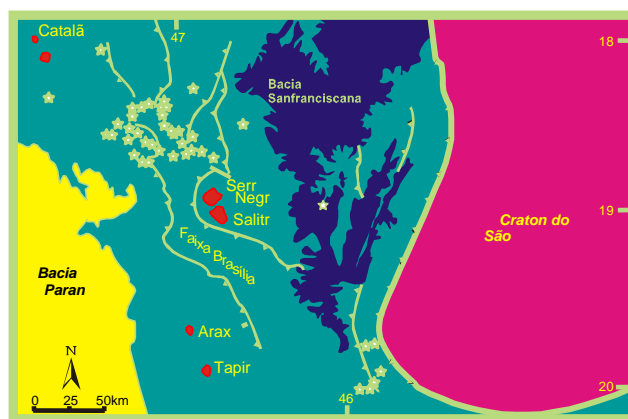 Catalã
47
18
Bacia
Sanfranciscana
Serr
Negr
Salitr
19
Craton do
São
Faixa Brasília
Bacia
Paran
Arax
Tapir
N
0 25 50km
46
20